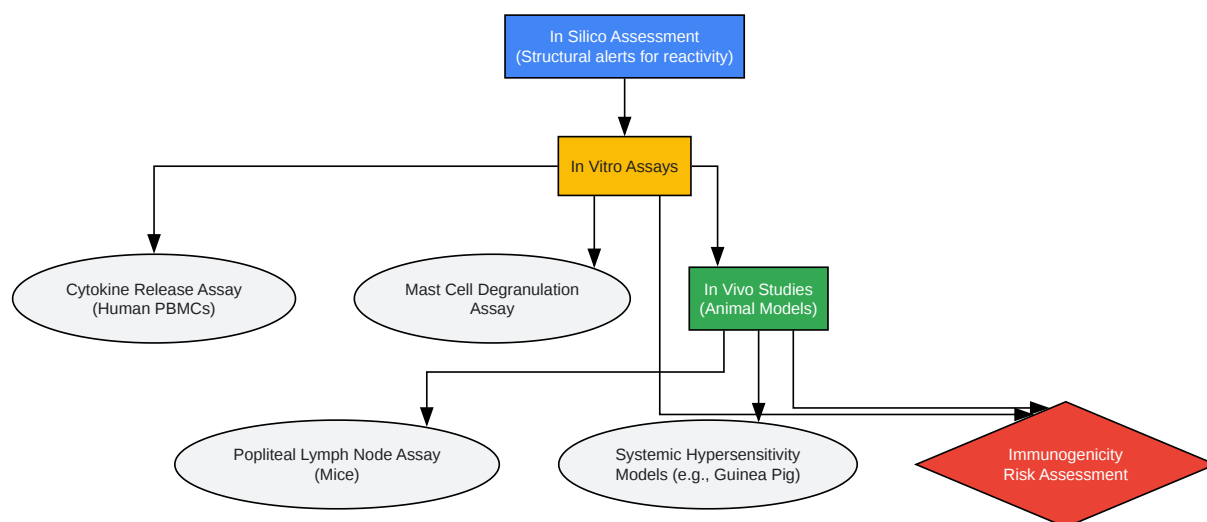 In Silico Assessment
(Structural alerts for reactivity)
In Vitro Assays
Cytokine Release Assay
(Human PBMCs)
Mast Cell Degranulation
Assay
In Vivo Studies
(Animal Models)
Popliteal Lymph Node Assay
(Mice)
Systemic Hypersensitivity
Models (e.g., Guinea Pig)
Immunogenicity
Risk Assessment